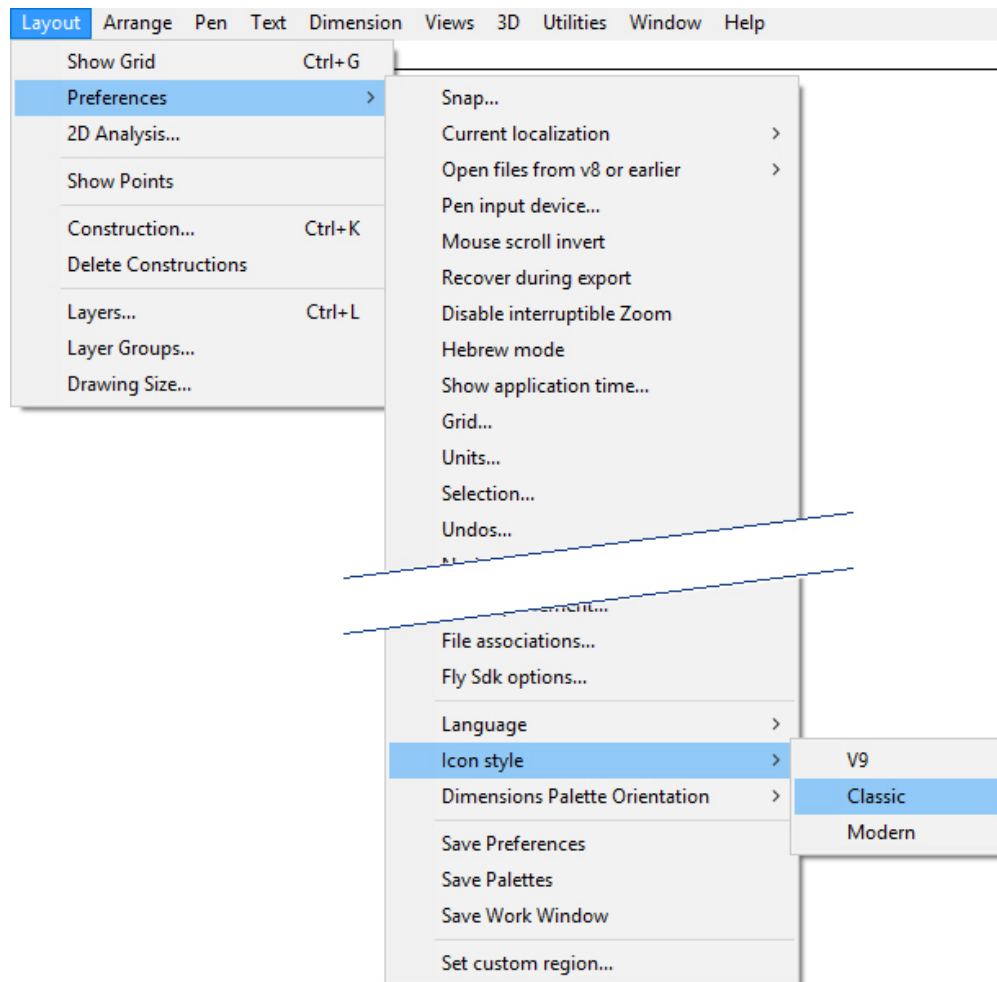 Layout Arrange Pen Text Dimension Views 3D Utilities Window Help
Show Grid Ctrl+G
Preferences
2D Analysis...
Show Points
Construction... Ctrl+K
Delete Constructions
Layers... Ctrl+L
Layer Groups...
Drawing Size...
Snap...
Current localization
Open files from v8 or earlier
Pen input device...
Mouse scroll invert
Recover during export
Disable interruptible Zoom
Hebrew mode
Show application time...
Grid...
Units...
Selection...
Undos...
File associations...
Fly Sdk options...
Language
Icon style
Dimensions Palette Orientation
Save Preferences
Save Palettes
Save Work Window
Set custom region...
V9
Classic
Modern